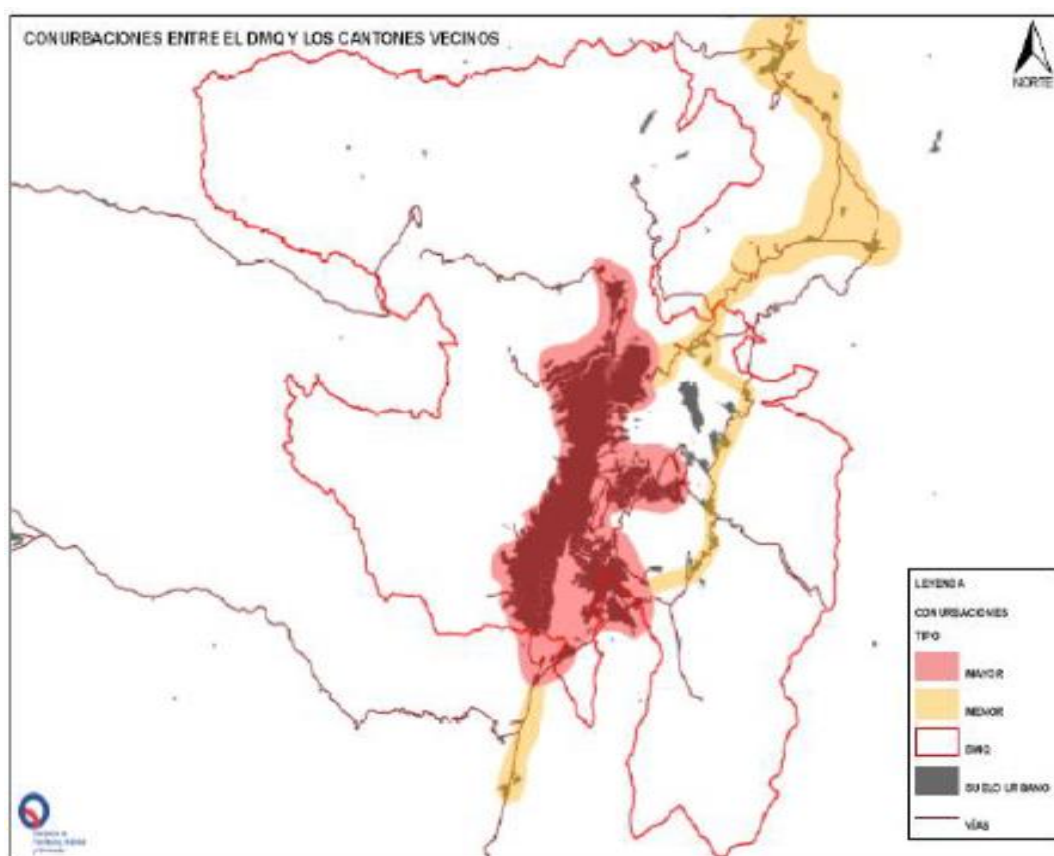 CONURBACIONES ENTRE EL DMQ Y LOS CANTONES VECINOS
NORTE
LEYENDA
CONURBACIONES
TIPO
MAYOR
MENOR
DMQ
SUELO URBANO
VÍAS